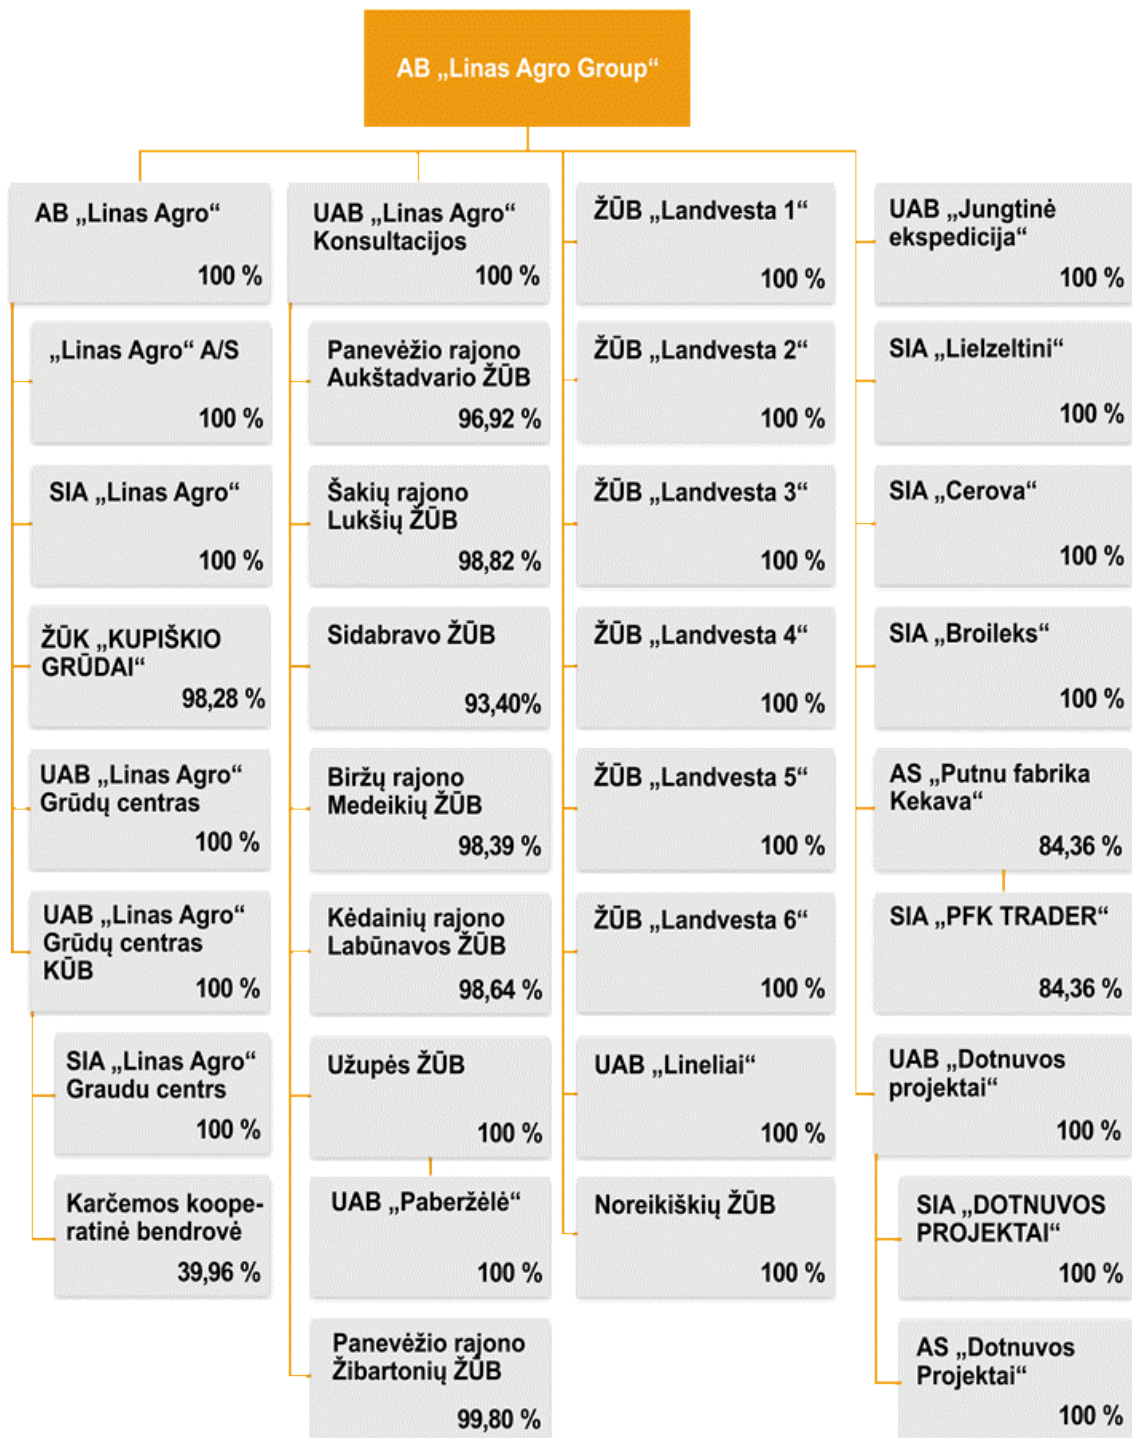 AB „Linas Agro Group“
AB „Linas Agro“
100 %
„Linas Agro“ A/S
100 %
SIA „Linas Agro“
100 %
ŽŪK „KUPIŠKIO
GRŪDAI“
98,28 %
UAB „Linas Agro“
Grūdų centras
100 %
UAB „Linas Agro“
Grūdų centras
KŪB
100 %
SIA „Linas Agro“
Graudu centrs
100 %
Karčemos koope-
ratinė bendrovė
39,96 %
UAB „Linas Agro“
Konsultacijos
100 %
Panevėžio rajono
Aukštadvario ŽŪB
96,92 %
Šakių rajono
Lukšių ŽŪB
98,82 %
Sidabravo ŽŪB
93,40%
Biržų rajono
Medeikių ŽŪB
98,39 %
Kėdainių rajono
Labūnavos ŽŪB
98,64 %
Užupės ŽŪB
100 %
UAB „Paberžėlė“
100 %
Panevėžio rajono
Žibartonių ŽŪB
99,80 %
ŽŪB „Landvesta 1“
100 %
ŽŪB „Landvesta 2“
100 %
ŽŪB „Landvesta 3“
100 %
ŽŪB „Landvesta 4“
100 %
ŽŪB „Landvesta 5“
100 %
ŽŪB „Landvesta 6“
100 %
UAB „Lineliai“
100 %
Noreikiškių ŽŪB
100 %
UAB „Jungtinė
ekspedicija“
100 %
SIA „Lielzeltini“
100 %
SIA „Cerova“
100 %
SIA „Broileks“
100 %
AS „Putnu fabrika
Kekava“
84,36 %
SIA „PFK TRADER“
84,36 %
UAB „Dotnuvos
projektai“
100 %
SIA „DOTNUVOS
PROJEKTAI“
100 %
AS „Dotnuvos
Projektai“
100 %